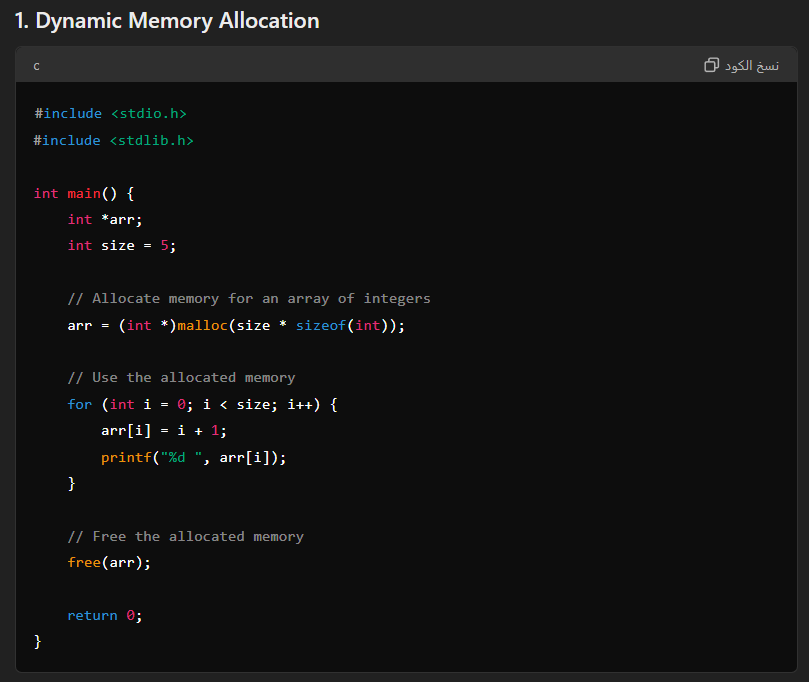 1. Dynamic Memory Allocation
c
نسخ الكود
#include <stdio.h>
#include <stdlib.h>
int main() {
    int *arr;
    int size = 5;
    // Allocate memory for an array of integers
    arr = (int *)malloc(size * sizeof(int));
    // Use the allocated memory
    for (int i = 0; i < size; i++) {
        arr[i] = i + 1;
        printf("%d ", arr[i]);
    }
    // Free the allocated memory
    free(arr);
    return 0;
}